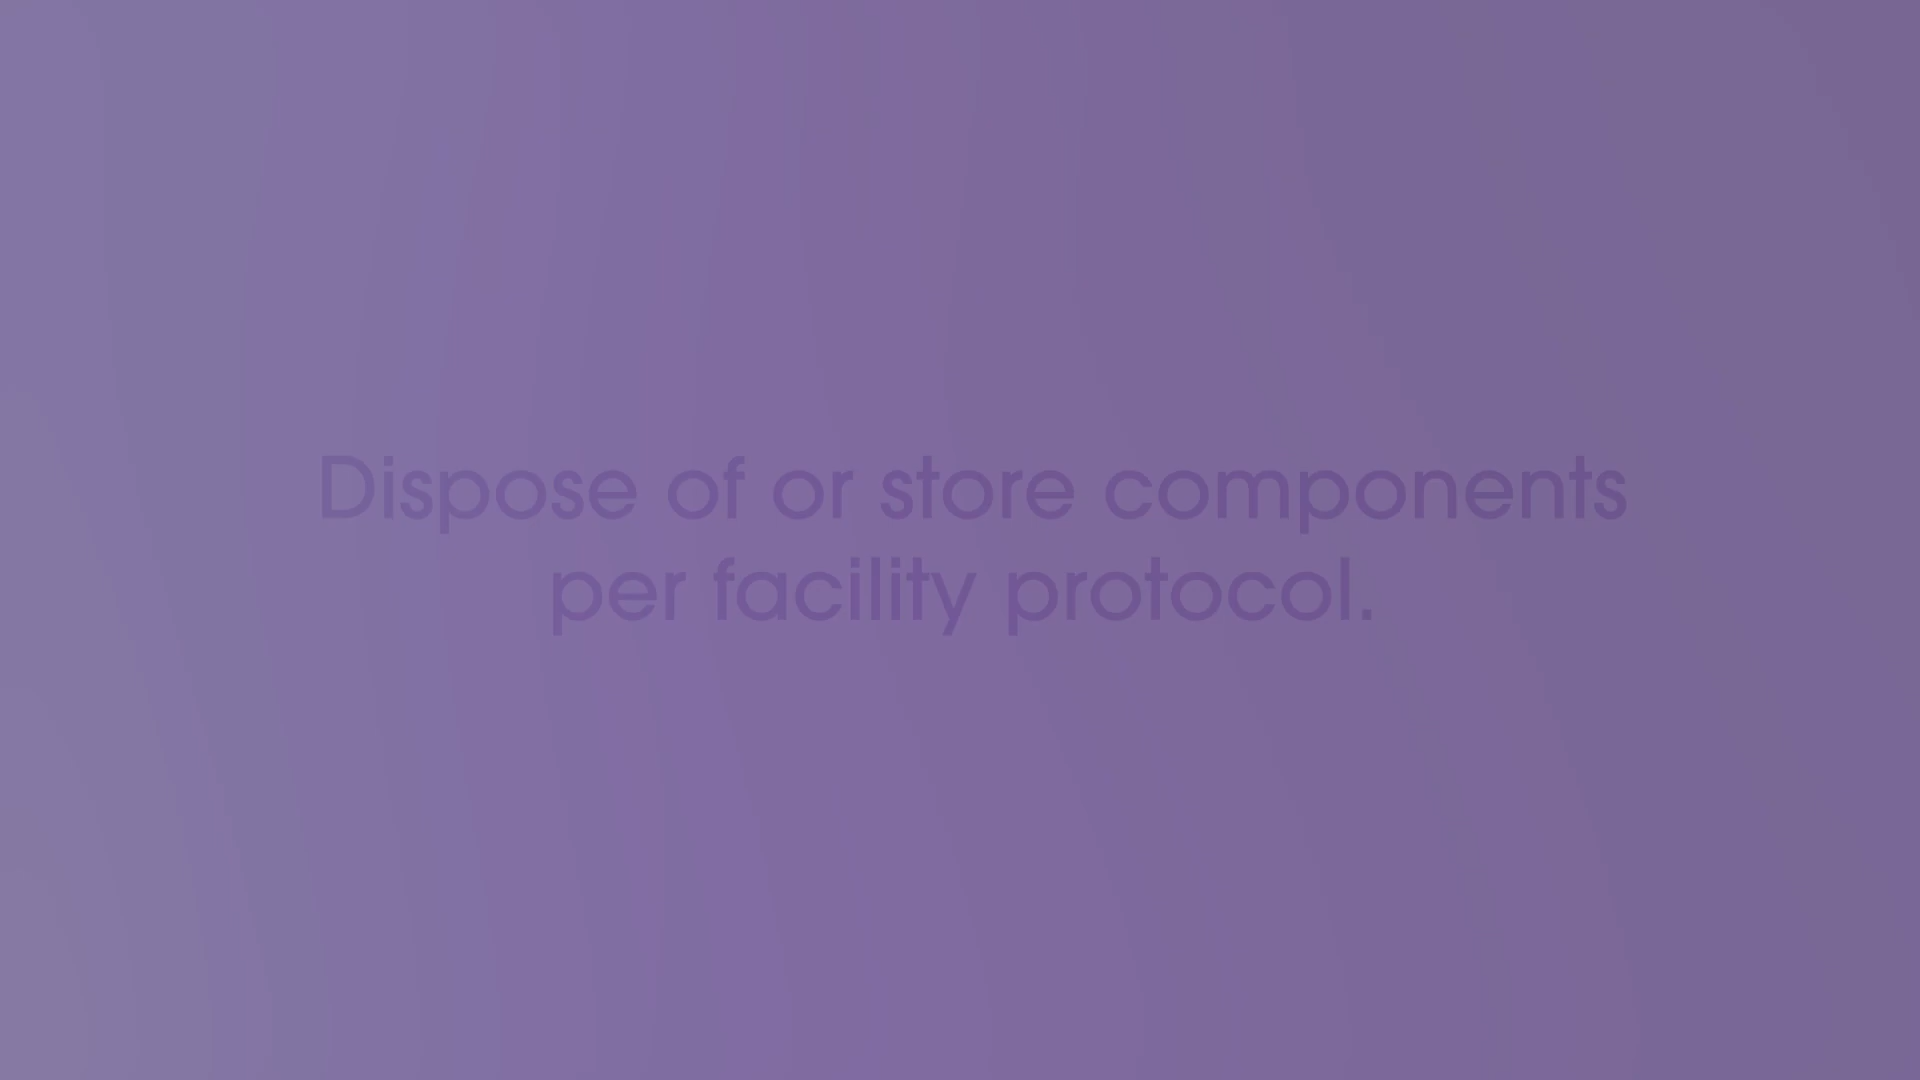 Dispose of or store components
per facility protocol.